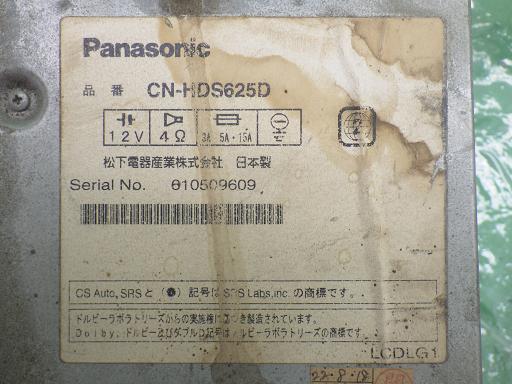 Panasonic
品番 CN-HDS625D
12V 4Ω 3A 5A・15A
松下電器産業株式会社 日本製
Serial No. 010509609
CS Auto, SRSと(●)記号は SRS Labs, inc. の商標です。
ドルビーラボラトリーズからの実施権に基づき製造されています。
Dolby、ドルビー及びダブルD記号はドルビーラボラトリーズの商標です。
LCDLG1
22.8.18